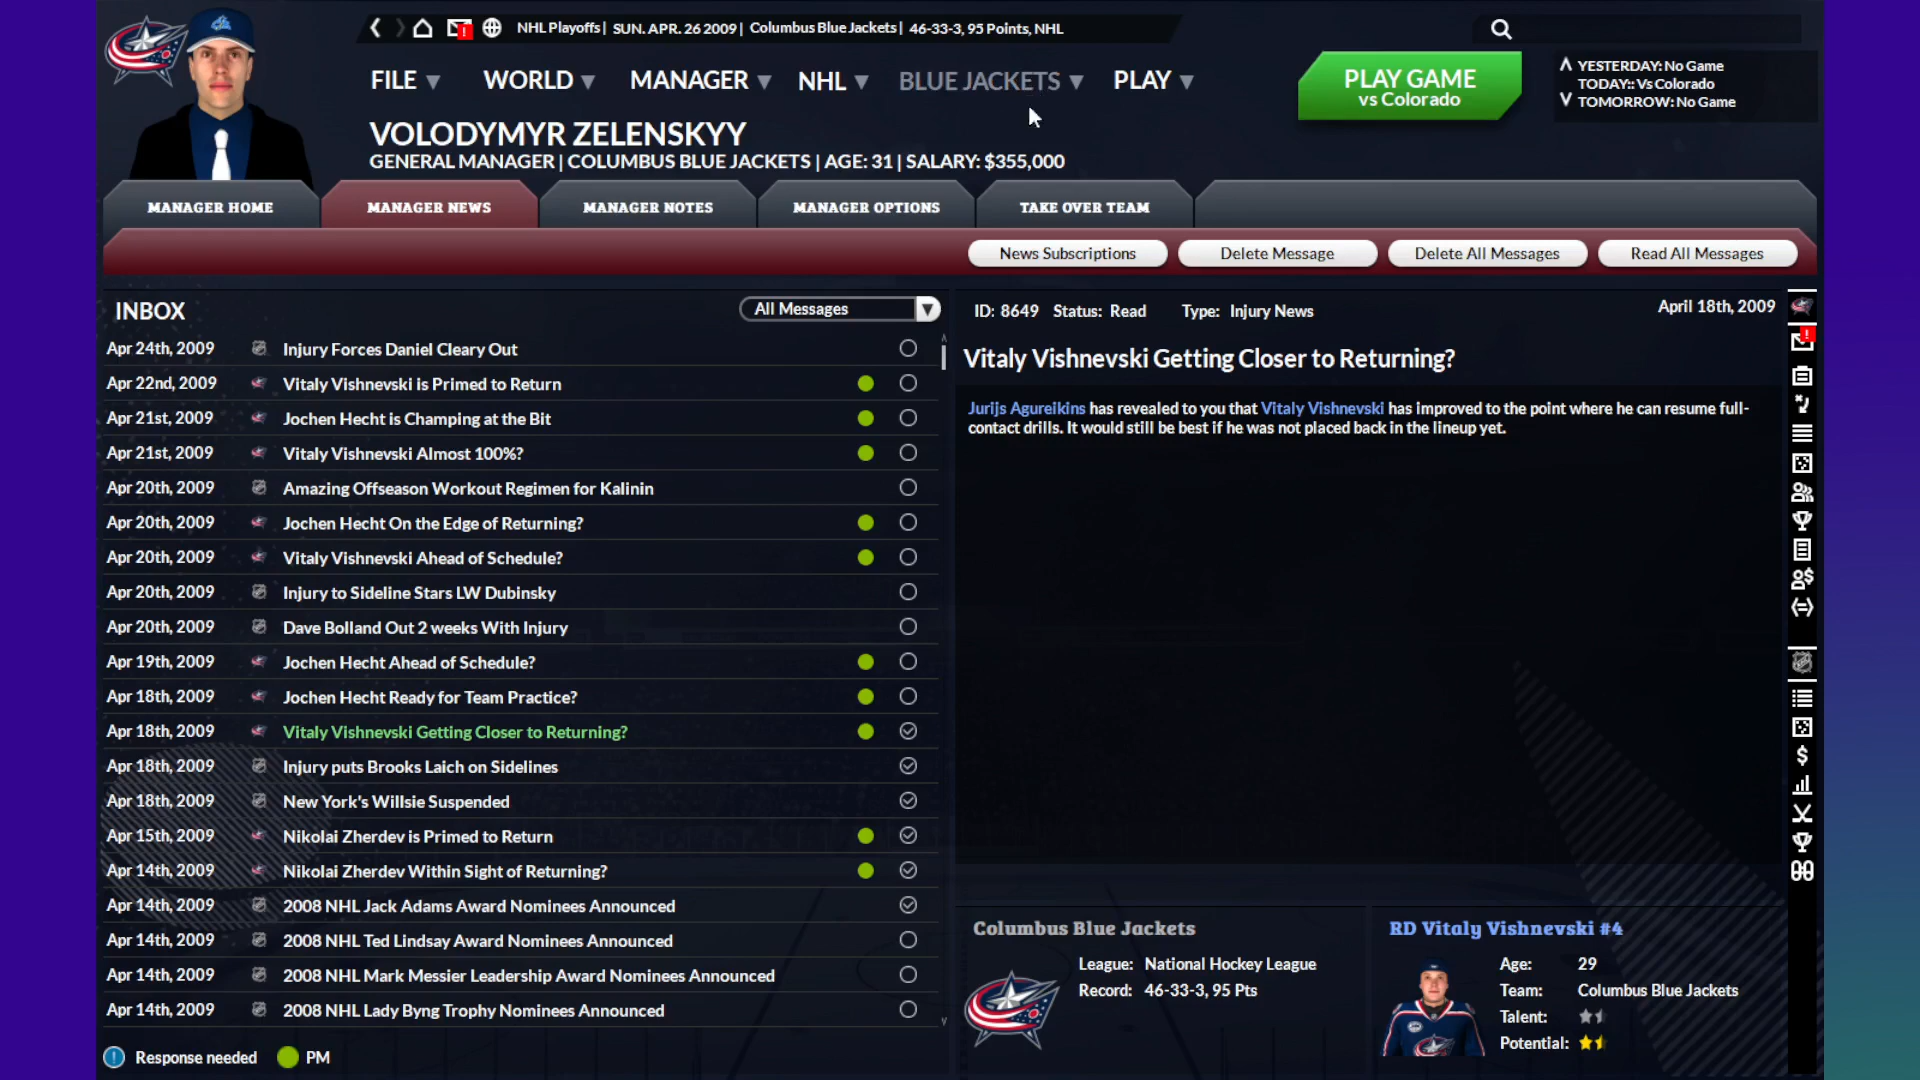 NHL Playoffs | SUN. APR. 26 2009 | Columbus Blue Jackets | 46-33-3, 95 Points, NHL
FILE WORLD MANAGER NHL BLUE JACKETS PLAY
PLAY GAME
vs Colorado
YESTERDAY: No Game
TODAY:: Vs Colorado
TOMORROW: No Game
VOLODYMYR ZELENSKYY
GENERAL MANAGER | COLUMBUS BLUE JACKETS | AGE: 31 | SALARY: $355,000
MANAGER HOME MANAGER NEWS MANAGER NOTES MANAGER OPTIONS TAKE OVER TEAM
News Subscriptions Delete Message Delete All Messages Read All Messages
INBOX All Messages
Apr 24th, 2009 Injury Forces Daniel Cleary Out
Apr 22nd, 2009 Vitaly Vishnevski is Primed to Return
Apr 21st, 2009 Jochen Hecht is Champing at the Bit
Apr 21st, 2009 Vitaly Vishnevski Almost 100%?
Apr 20th, 2009 Amazing Offseason Workout Regimen for Kalinin
Apr 20th, 2009 Jochen Hecht On the Edge of Returning?
Apr 20th, 2009 Vitaly Vishnevski Ahead of Schedule?
Apr 20th, 2009 Injury to Sideline Stars LW Dubinsky
Apr 20th, 2009 Dave Bolland Out 2 weeks With Injury
Apr 19th, 2009 Jochen Hecht Ahead of Schedule?
Apr 18th, 2009 Jochen Hecht Ready for Team Practice?
Apr 18th, 2009 Vitaly Vishnevski Getting Closer to Returning?
Apr 18th, 2009 Injury puts Brooks Laich on Sidelines
Apr 18th, 2009 New York's Willsie Suspended
Apr 15th, 2009 Nikolai Zherdev is Primed to Return
Apr 14th, 2009 Nikolai Zherdev Within Sight of Returning?
Apr 14th, 2009 2008 NHL Jack Adams Award Nominees Announced
Apr 14th, 2009 2008 NHL Ted Lindsay Award Nominees Announced
Apr 14th, 2009 2008 NHL Mark Messier Leadership Award Nominees Announced
Apr 14th, 2009 2008 NHL Lady Byng Trophy Nominees Announced
Response needed PM
ID: 8649 Status: Read Type: Injury News April 18th, 2009
Vitaly Vishnevski Getting Closer to Returning?
Jurijs Agureikins has revealed to you that Vitaly Vishnevski has improved to the point where he can resume full-
contact drills. It would still be best if he was not placed back in the lineup yet.
Columbus Blue Jackets
League: National Hockey League
Record: 46-33-3, 95 Pts
RD Vitaly Vishnevski #4
Age: 29
Team: Columbus Blue Jackets
Talent:
Potential: